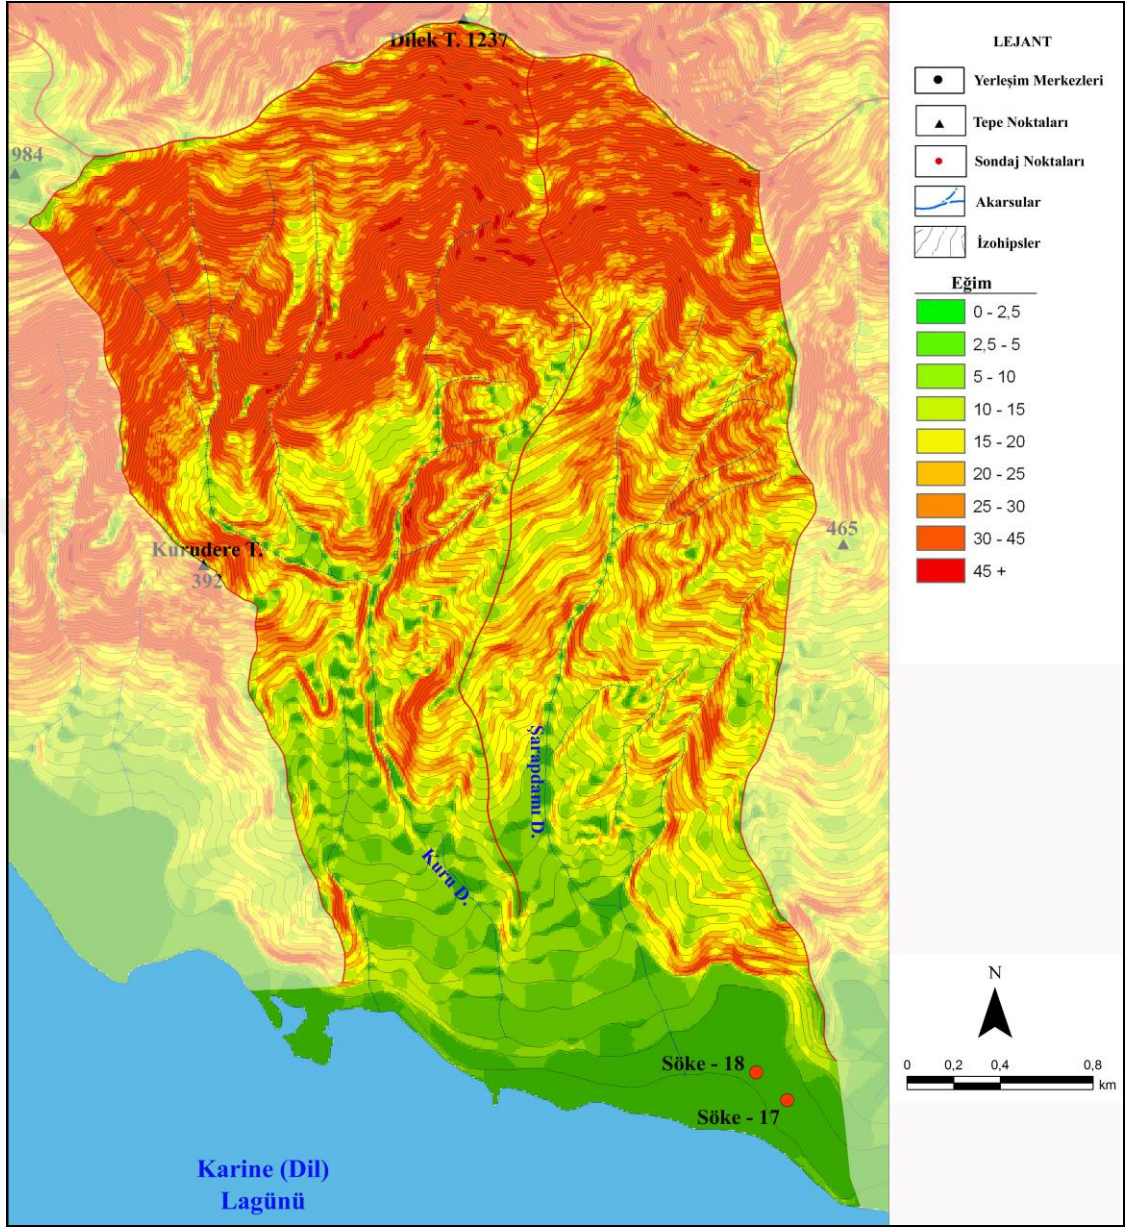 Dilek T. 1237
984
Kurudere T.
392
465
Şarapdamı D.
Kuru D.
Söke - 18
Söke - 17
Karine (Dil)
Lagünü
LEJANT
Yerleşim Merkezleri
Tepe Noktaları
Sondaj Noktaları
Akarsular
İzohipsler
Eğim
0 - 2,5
2,5 - 5
5 - 10
10 - 15
15 - 20
20 - 25
25 - 30
30 - 45
45 +
N
0 0,2 0,4 0,8
km